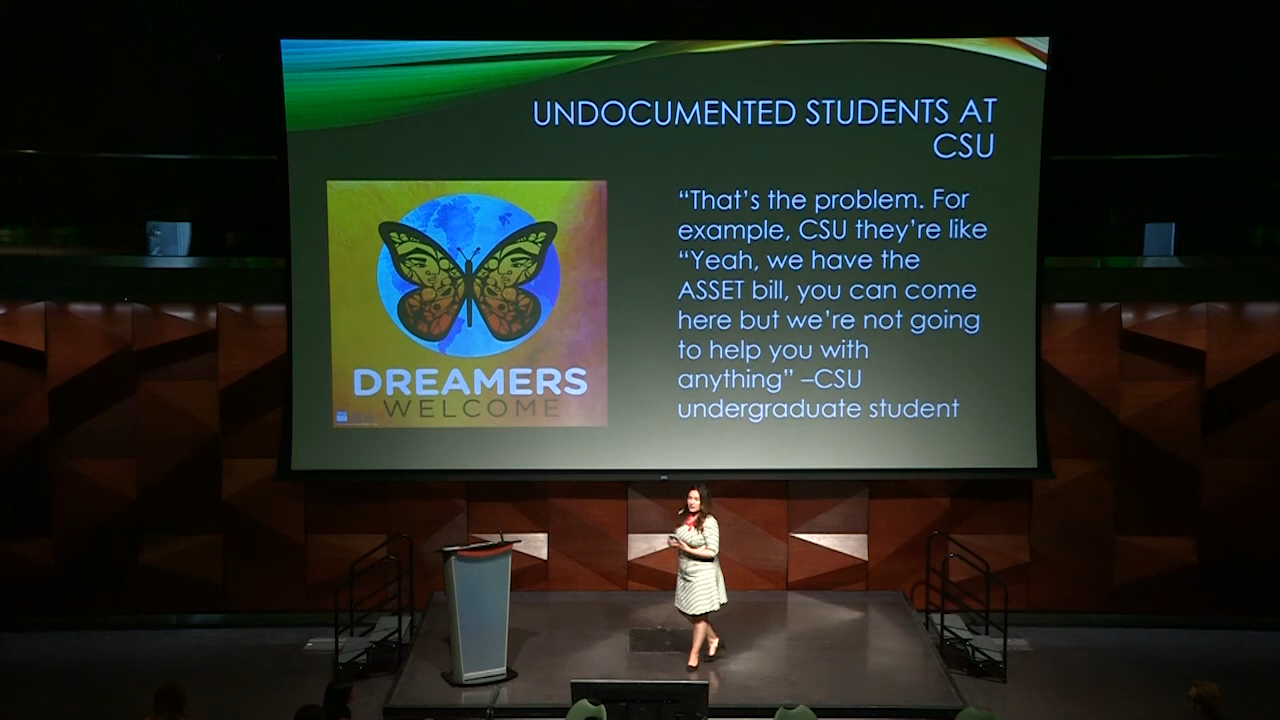 UNDOCUMENTED STUDENTS AT
CSU
“That’s the problem. For
example, CSU they’re like
“Yeah, we have the
ASSET bill, you can come
here but we’re not going
to help you with
anything” –CSU
undergraduate student
DREAMERS
WELCOME